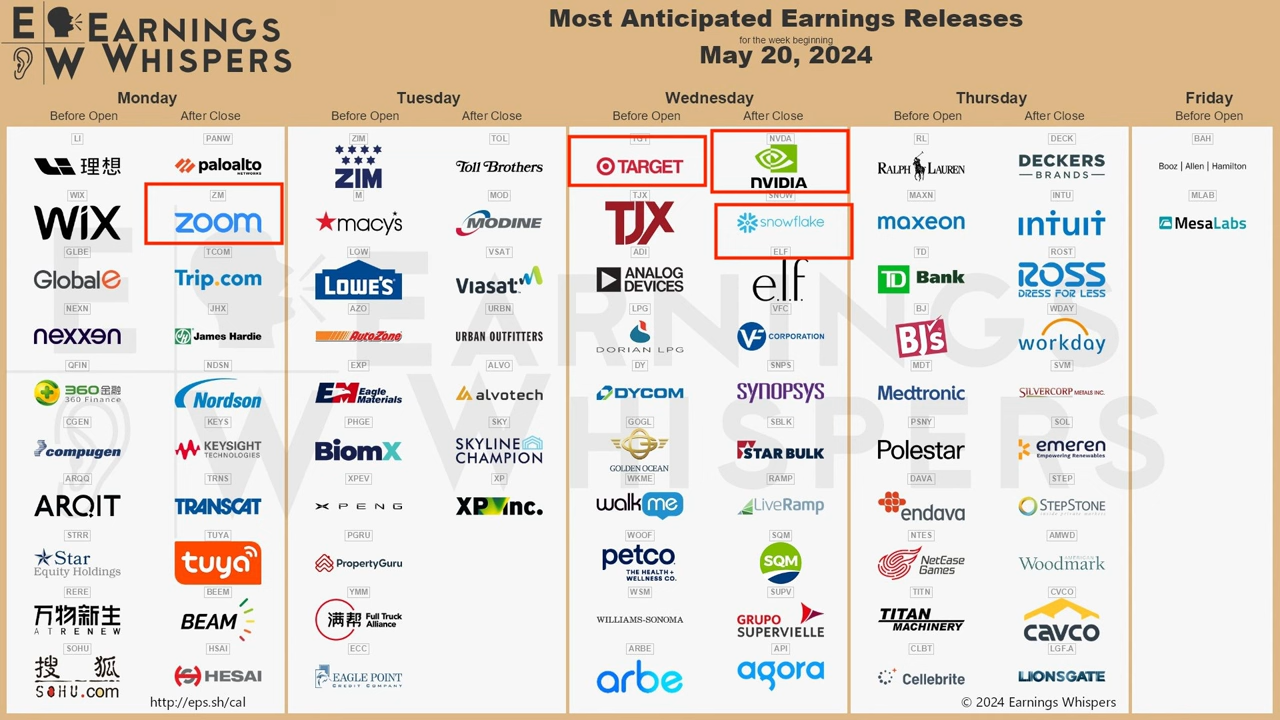 E
W
EARNINGS
WHISPERS
Most Anticipated Earnings Releases
for the week beginning
May 20, 2024
Monday
Before Open
After Close
Tuesday
Before Open
After Close
Wednesday
Before Open
After Close
Thursday
Before Open
After Close
Friday
Before Open
LI
理想
WIX
WiX
GLBE
Globale
NEXN
nexxen
QFIN
360金融
360 Finance
CGEN
compugen
ARQQ
ARQIT
STRR
Star
Equity Holdings
RERE
万物新生
ATRENEW
SOHU
搜狐
SOHU.com
PANW
paloalto
NETWORKS
ZM
zoom
TCOM
Trip.com
JHX
James Hardie
NDSN
Nordson
KEYS
KEYSIGHT
TECHNOLOGIES
TRNS
TRANSCAT
TUYA
tuya
BEEM
BEAM
HSAI
HESAI
http://eps.sh/cal
ZIM
ZIM
M
macy's
LOW
LOWE'S
AZO
AutoZone
EXP
EM Eagle
Materials
PHGE
BiomX
XPEV
XPENG
PGRU
PropertyGuru
YMM
满帮 Full Truck
Alliance
ECC
EAGLE POINT
CREDIT COMPANY
TOL
Toll Brothers
MOD
MODINE
VSAT
Viasat
URBN
URBAN OUTFITTERS
ALVO
alvotech
SKY
SKYLINE
CHAMPION
XP
XP inc.
TGT
TARGET
TJX
TJX
ADI
ANALOG
DEVICES
LPG
DORIAN LPG
DY
DYCOM
GOGL
G
GOLDEN OCEAN
WKME
walkme
WOOF
petco
THE HEALTH +
WELLNESS CO.
WSM
WILLIAMS-SONOMA
ARBE
arbe
NVDA
NVIDIA
SNOW
snowflake
ELF
e.l.f.
VFC
VF CORPORATION
SNPS
SYNOPSYS
SBLK
STAR BULK
RAMP
LiveRamp
SQM
SQM
SUPV
GRUPO
SUPERVIELLE
API
agora
RL
RALPH LAUREN
MAXN
maxeon
TD
TD Bank
BJ
BJ's
MDT
Medtronic
PSNY
Polestar
DAVA
endava
NTES
NetEase
Games
TITN
TITAN
MACHINERY
CLBT
Cellebrite
DECK
DECKERS
BRANDS
INTU
intuit
ROST
ROSS
DRESS FOR LESS
WDAY
workday
SVM
SILVERCORP METALS INC.
SOL
emeren
Empowering Renewables
STEP
STEPSTONE
AMWD
AMERICAN
Woodmark
CVCO
CAVCO
LGF.A
LIONSGATE
© 2024 Earnings Whispers
BAH
Booz | Allen | Hamilton
MLAB
MesaLabs
E
EARNINGS
W
WHISPERS